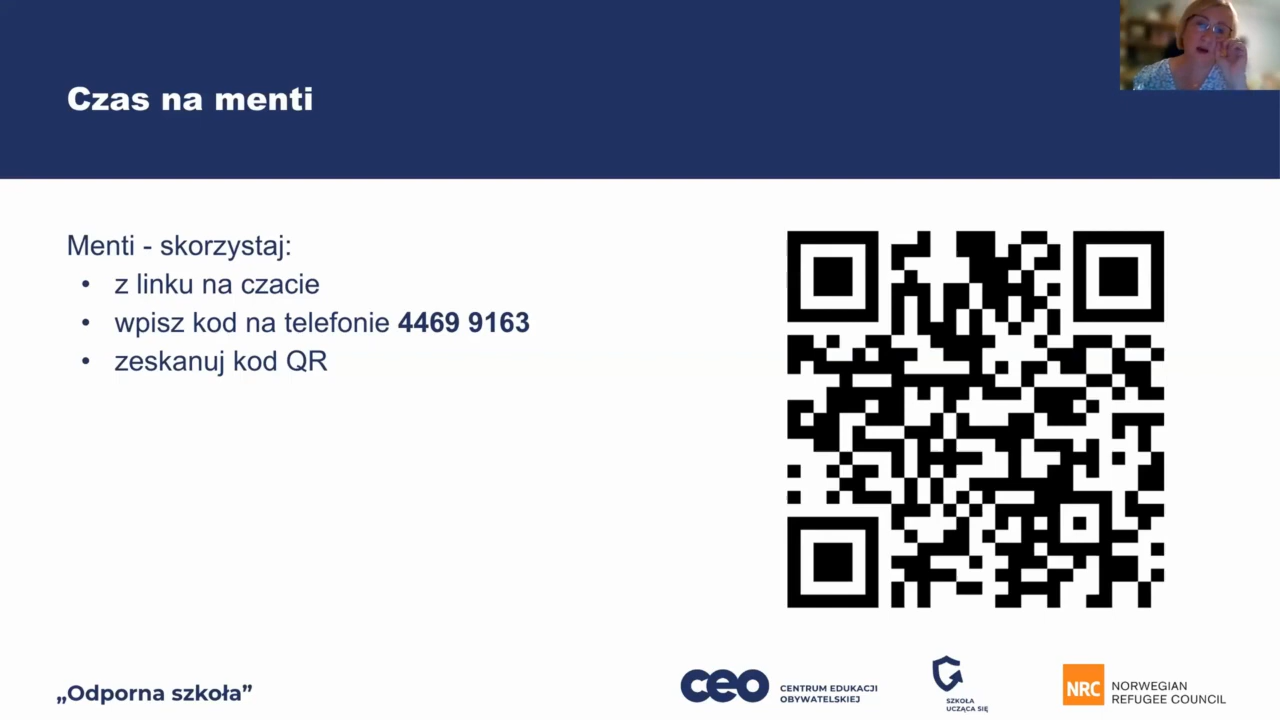 Czas na menti
Menti - skorzystaj:
• z linku na czacie
• wpisz kod na telefonie 4469 9163
• zeskanuj kod QR
„Odporna szkoła”
ceo
CENTRUM EDUKACJI
OBYWATELSKIEJ
SZKOŁA
UCZĄCA SIĘ
NRC
NORWEGIAN
REFUGEE COUNCIL